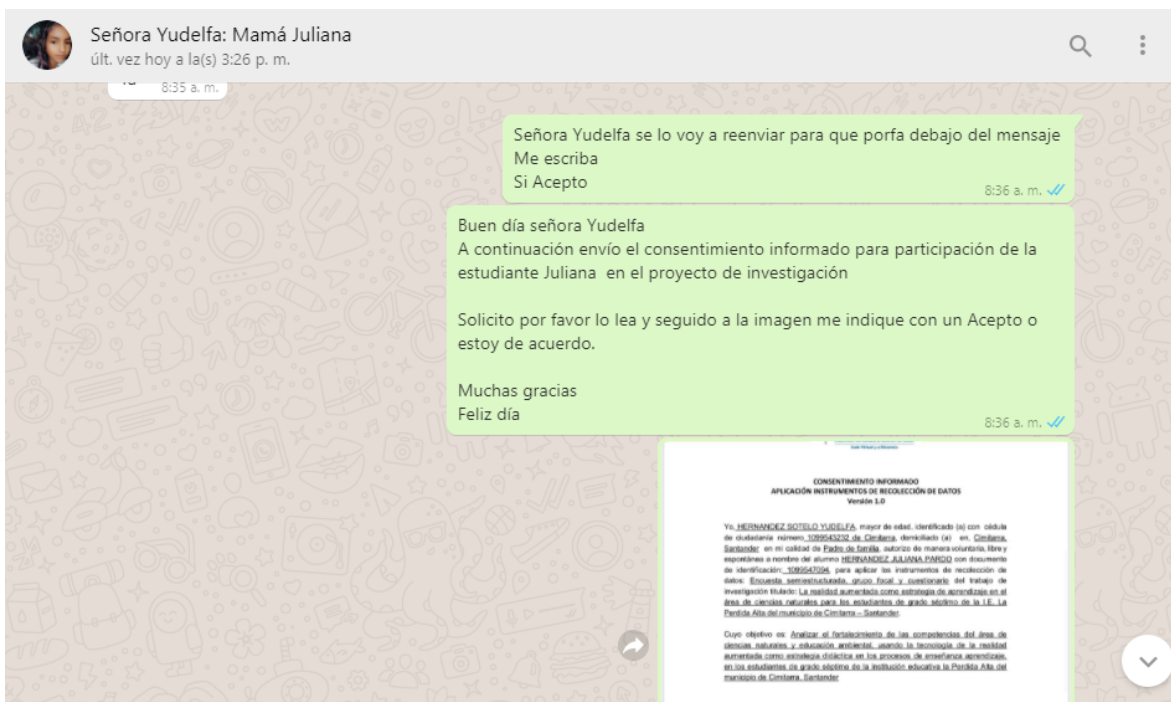 Señora Yudelfa: Mamá Juliana
últ. vez hoy a la(s) 3:26 p. m.
8:35 a. m.
Señora Yudelfa se lo voy a reenviar para que porfa debajo del mensaje
Me escriba
Si Acepto
8:36 a. m.
Buen día señora Yudelfa
A continuación envío el consentimiento informado para participación de la
estudiante Juliana en el proyecto de investigación
Solicito por favor lo lea y seguido a la imagen me indique con un Acepto o
estoy de acuerdo.
Muchas gracias
Feliz día
8:36 a. m.
CONSENTIMIENTO INFORMADO
APLICACIÓN INSTRUMENTOS DE RECOLECCIÓN DE DATOS
Versión 1.0
Yo, HERNANDEZ SOTELO YUDELFA, mayor de edad, identificado (a) con cédula
de ciudadanía número 1099543232 de Cimitarra, domiciliado (a) en, Cimitarra,
Santander en mi calidad de Padre de familia, autorizo de manera voluntaria, libre y
espontánea a nombre del alumno HERNANDEZ JULIANA PARDO con documento
de identificación: 1099547094, para aplicar los instrumentos de recolección de
datos: Encuesta semiestructurada, grupo focal y cuestionario del trabajo de
investigación titulado: La realidad aumentada como estrategia de aprendizaje en el
área de ciencias naturales para los estudiantes de grado séptimo de la I.E. La
Perdida Alta del municipio de Cimitarra – Santander.
Cuyo objetivo es: Analizar el fortalecimiento de las competencias del área de
ciencias naturales y educación ambiental, usando la tecnología de la realidad
aumentada como estrategia didáctica en los procesos de enseñanza aprendizaje,
en los estudiantes de grado séptimo de la institución educativa la Perdida Alta del
municipio de Cimitarra, Santander